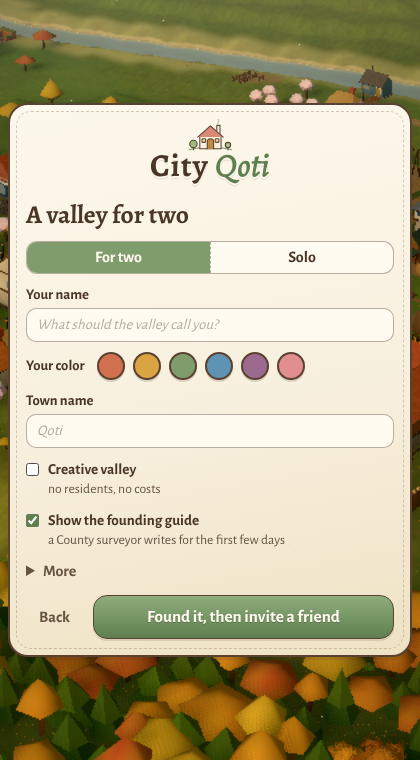 City Qoti
A valley for two
For two
Solo
Your name
What should the valley call you?
Your color
Town name
Qoti
Creative valley
no residents, no costs
Show the founding guide
a County surveyor writes for the first few days
More
Back
Found it, then invite a friend